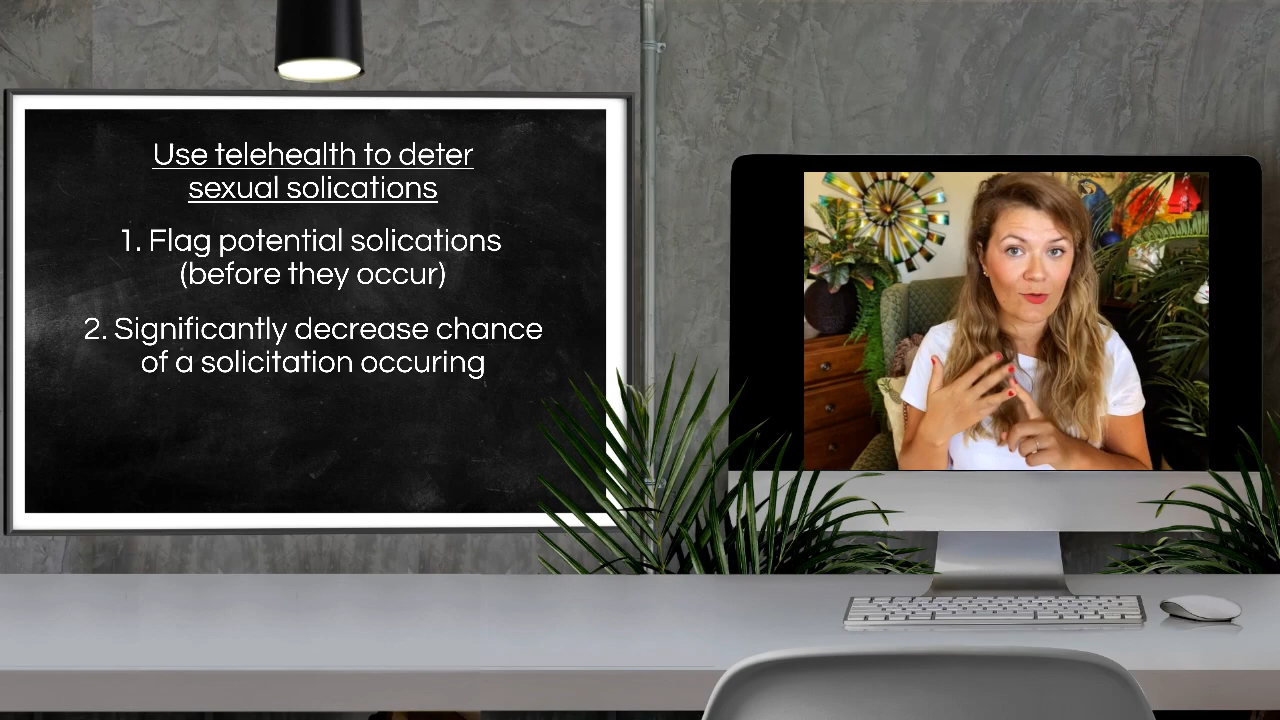 Use telehealth to deter
sexual solications
1. Flag potential solications
(before they occur)
2. Significantly decrease chance
of a solicitation occuring